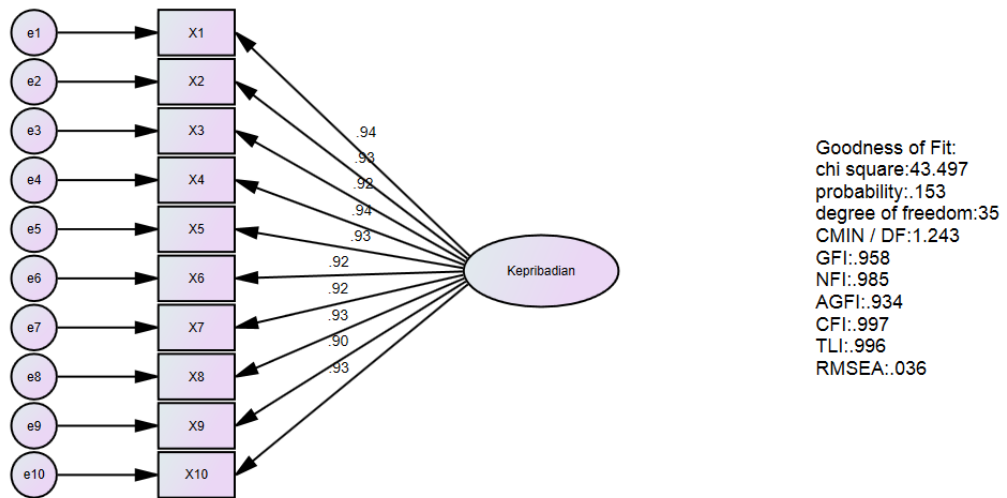 e1 X1
e2 X2
e3 X3
e4 X4
e5 X5
e6 X6
e7 X7
e8 X8
e9 X9
e10 X10
.94
.93
.92
.94
.93
.92
.92
.93
.90
.93
Kepribadian
Goodness of Fit:
chi square:43.497
probability:.153
degree of freedom:35
CMIN / DF:1.243
GFI:.958
NFI:.985
AGFI:.934
CFI:.997
TLI:.996
RMSEA:.036